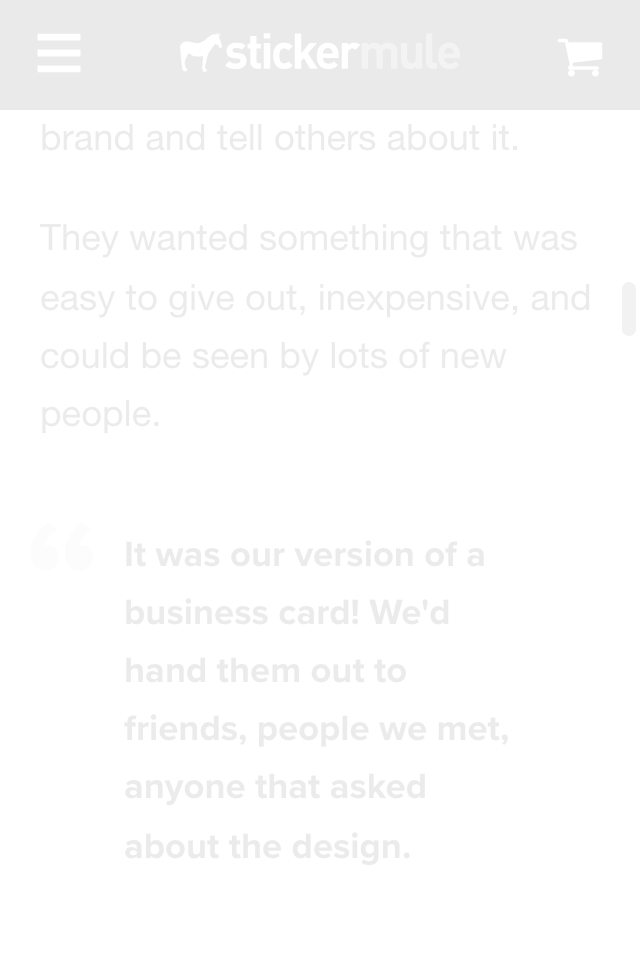 stickermule
brand and tell others about it.
They wanted something that was
easy to give out, inexpensive, and
could be seen by lots of new
people.
“ It was our version of a
business card! We'd
hand them out to
friends, people we met,
anyone that asked
about the design.